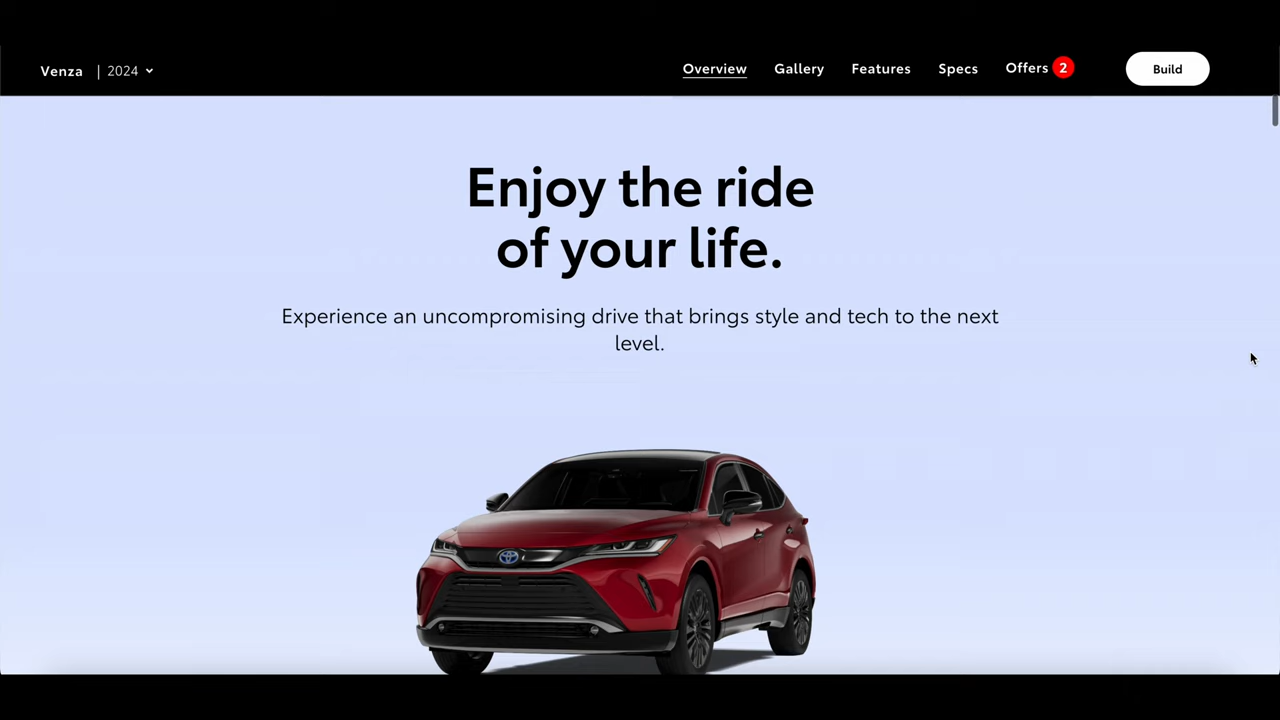 Venza | 2024
Overview Gallery Features Specs Offers 2 Build
Enjoy the ride
of your life.
Experience an uncompromising drive that brings style and tech to the next
level.